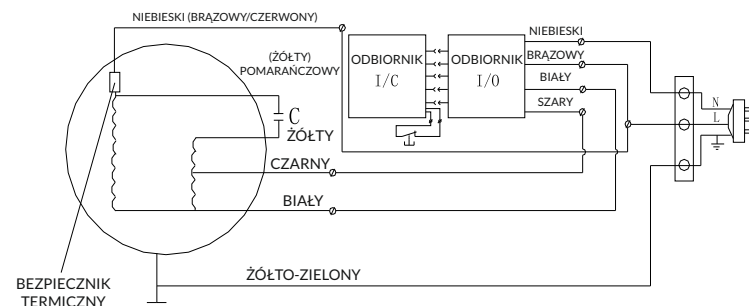 NIEBIESKI (BRĄZOWY/CZERWONY)
(ŻÓŁTY)
POMARAŃCZOWY
C
ŻÓŁTY
CZARNY
BIAŁY
ŻÓŁTO-ZIELONY
BEZPIECZNIK
TERMICZNY
ODBIORNIK
I/C
ODBIORNIK
I/O
NIEBIESKI
BRĄZOWY
BIAŁY
SZARY
N
L